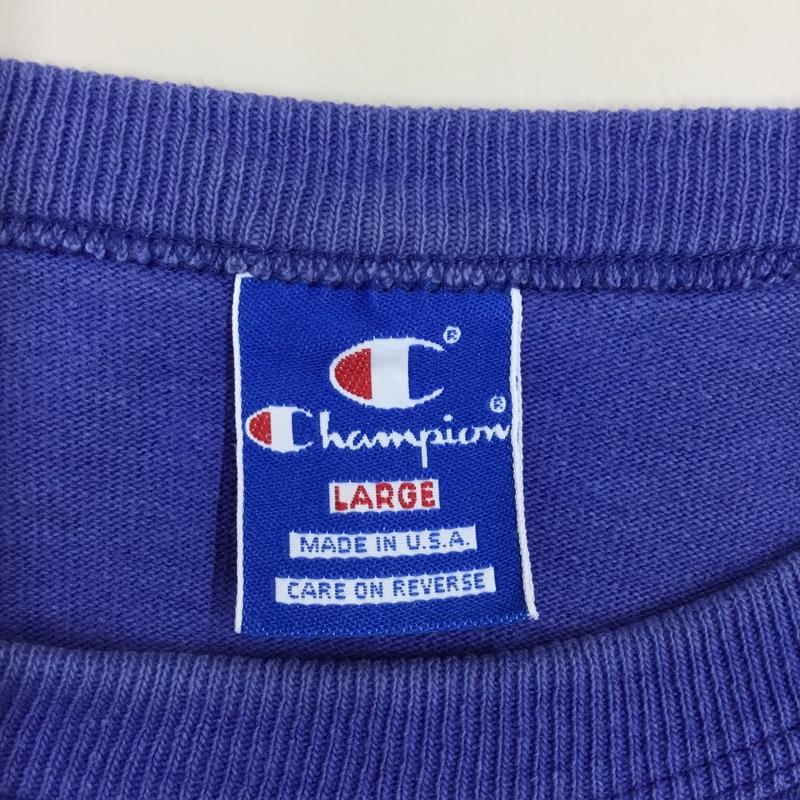 C®
Champion®
LARGE
MADE IN U.S.A.
CARE ON REVERSE